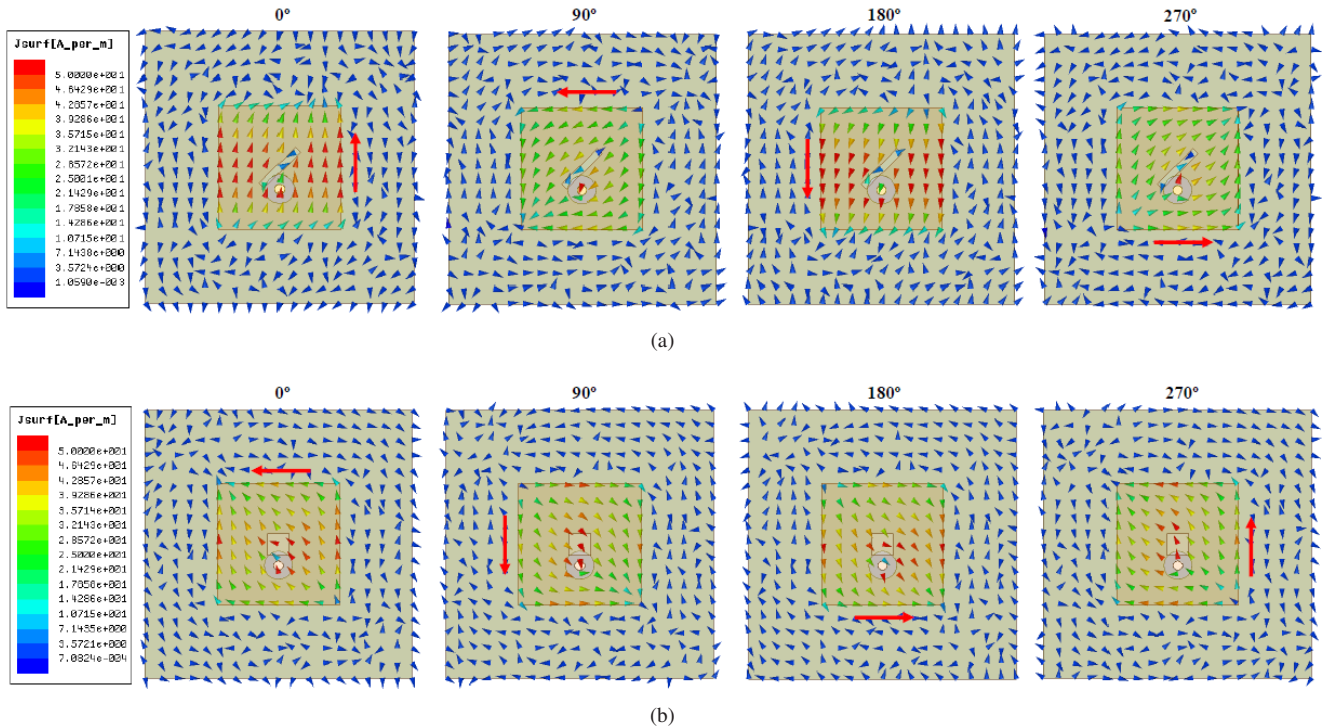 0° 90° 180° 270°
Jsurf[A_per_m]
5.0000e+001
4.6429e+001
4.2857e+001
3.9286e+001
3.5715e+001
3.2143e+001
2.8572e+001
2.5001e+001
2.1429e+001
1.7858e+001
1.4286e+001
1.0715e+001
7.1438e+000
3.5724e+000
(a)
0° 90° 180° 270°
Jsurf[A_per_m]
5.0000e+001
4.6429e+001
4.2857e+001
3.9286e+001
3.5714e+001
3.2143e+001
2.8572e+001
2.5000e+001
2.1429e+001
1.7858e+001
1.4286e+001
1.0715e+001
7.1435e+000
3.5721e+000
7.0824e-004
(b)